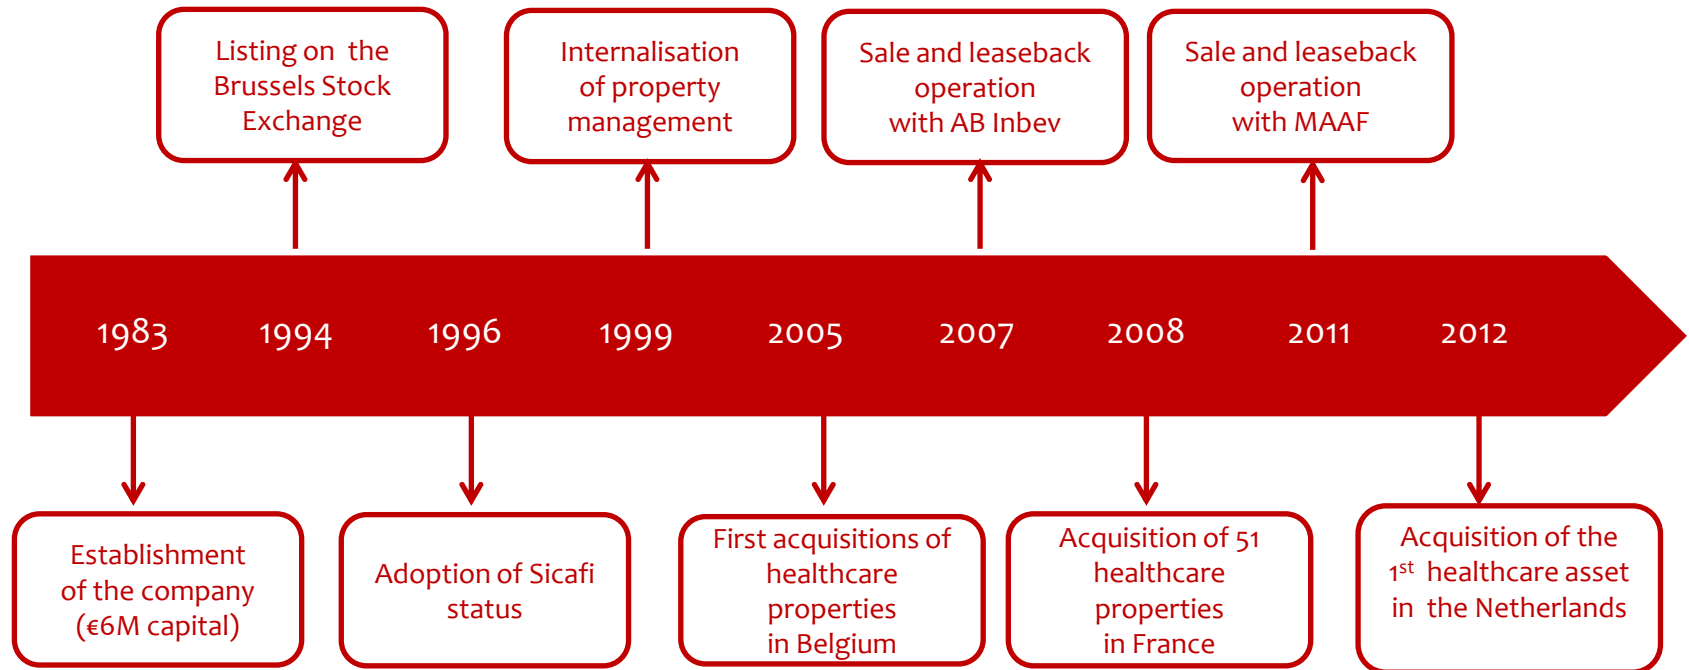 Listing on the
Brussels Stock
Exchange
Internalisation
of property
management
Sale and leaseback
operation
with AB Inbev
Sale and leaseback
operation
with MAAF
1983
1994
1996
1999
2005
2007
2008
2011
2012
Establishment
of the company
(€6M capital)
Adoption of Sicafi
status
First acquisitions of
healthcare
properties
in Belgium
Acquisition of 51
healthcare
properties
in France
Acquisition of the
1st healthcare asset
in the Netherlands